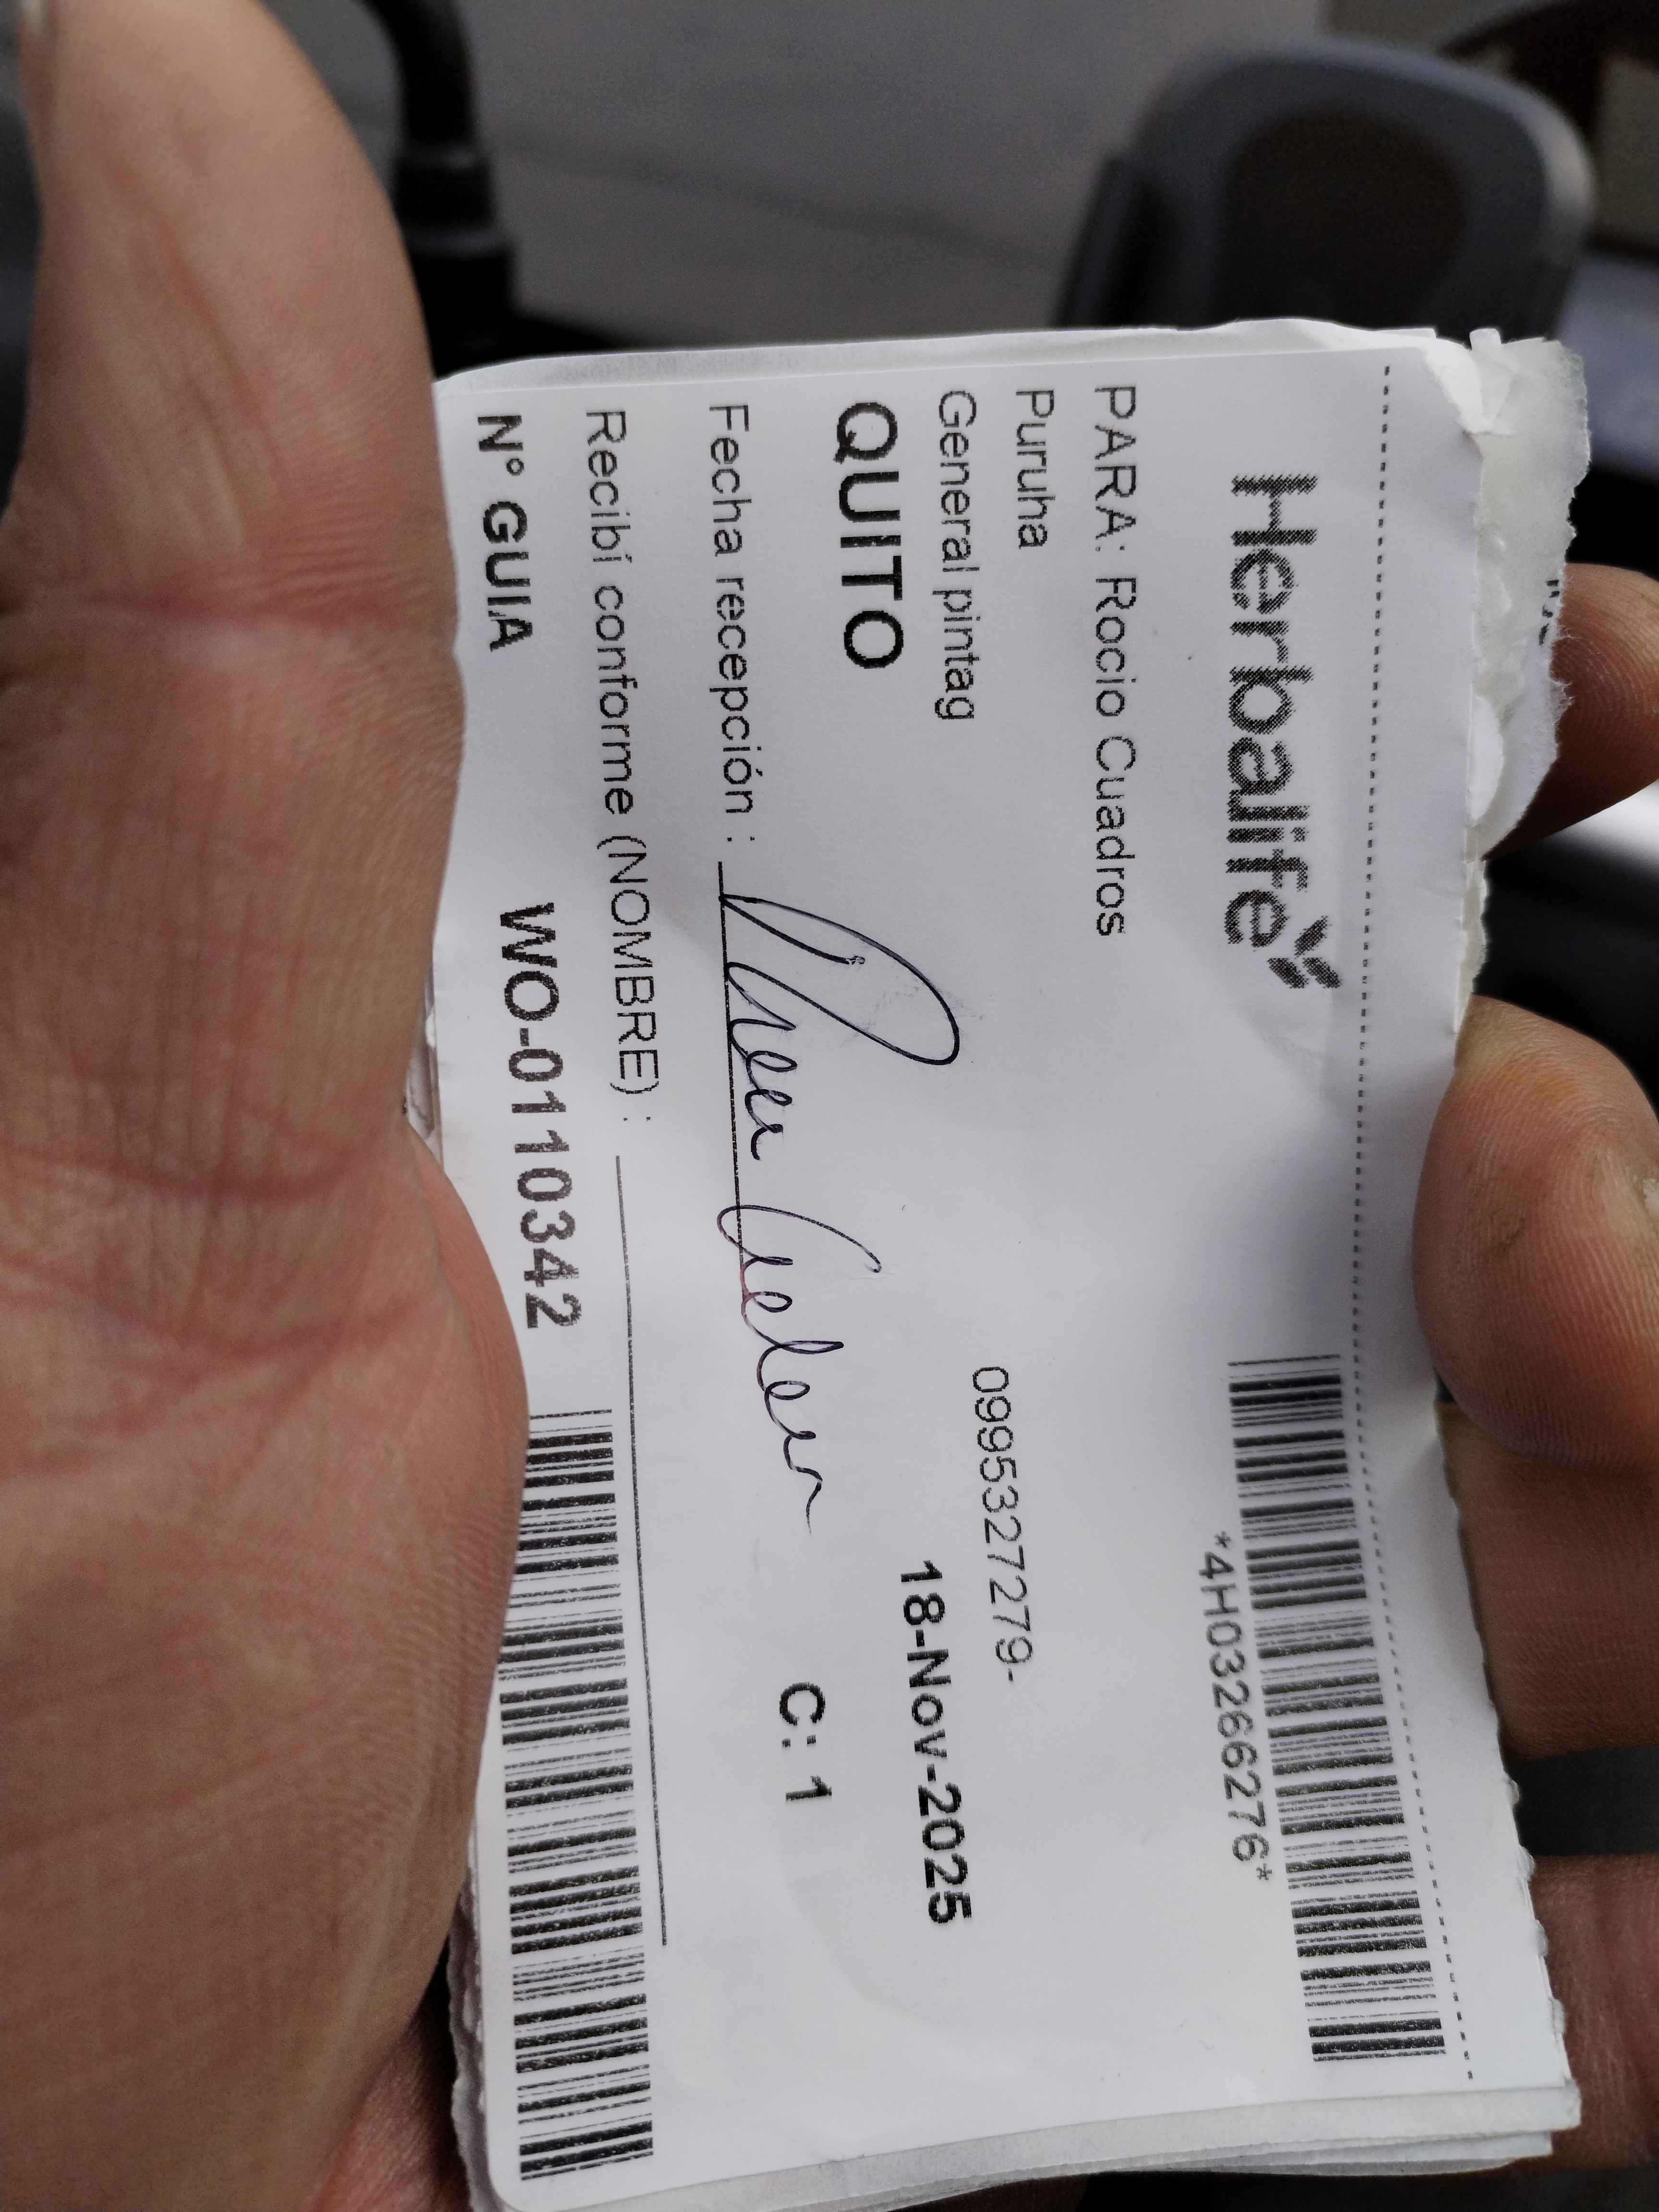 Herbalife
*4H03266276*
PARA: Rocio Cuadros
Puruha
General pintag
0995327279-
QUITO
18-Nov-2025
Fecha recepción :
C: 1
Recibí conforme (NOMBRE) :
N° GUIA WO-0110342